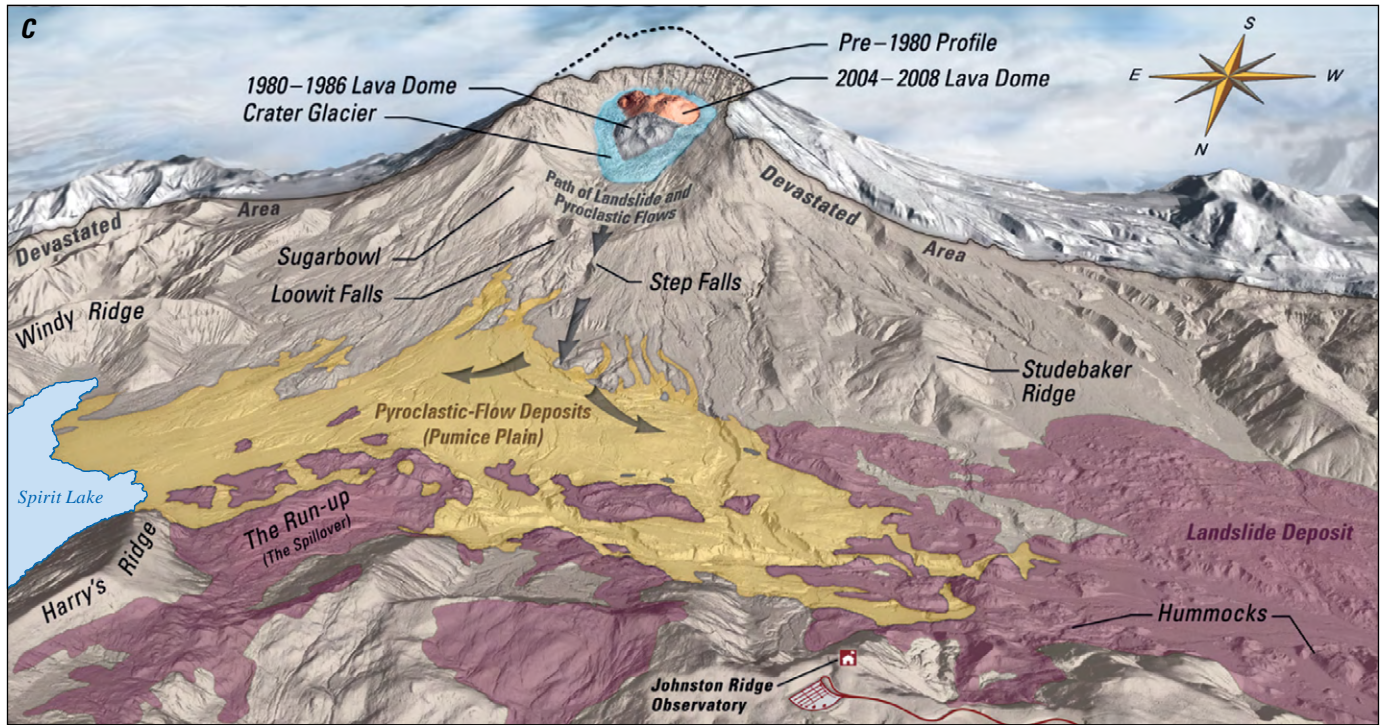 C
S
E
W
N
Pre–1980 Profile
1980–1986 Lava Dome
2004–2008 Lava Dome
Crater Glacier
Path of Landslide and
Pyroclastic Flows
Devastated Area
Devastated Area
Sugarbowl
Loowit Falls
Step Falls
Windy Ridge
Studebaker
Ridge
Pyroclastic-Flow Deposits
(Pumice Plain)
Spirit Lake
The Run-up
(The Spillover)
Harry's Ridge
Landslide Deposit
Hummocks
Johnston Ridge
Observatory